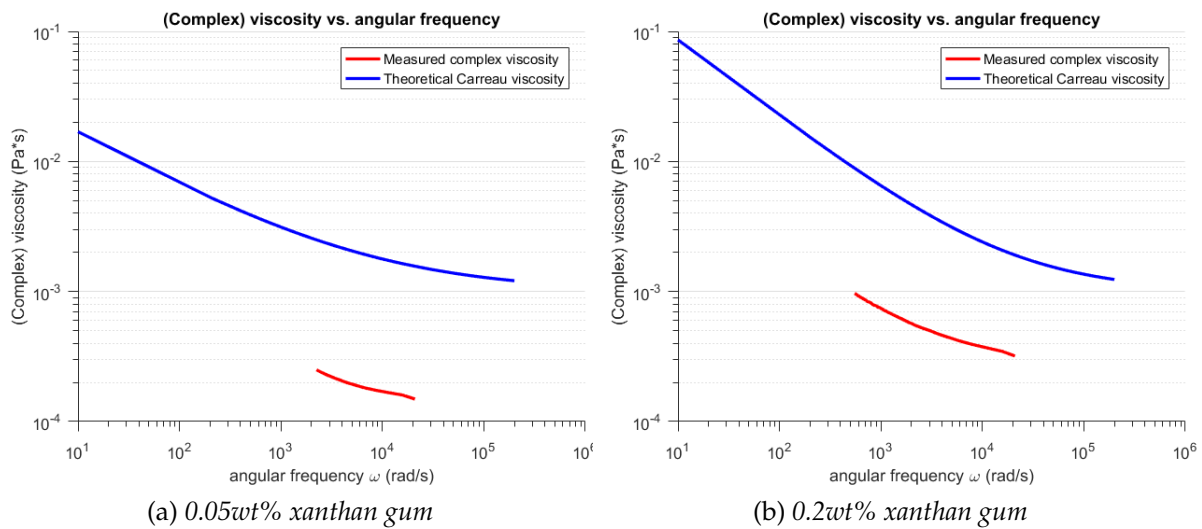 (Complex) viscosity vs. angular frequency
10^-1
10^-2
10^-3
10^-4
(Complex) viscosity (Pa*s)
Measured complex viscosity
Theoretical Carreau viscosity
10^1
10^2
10^3
10^4
10^5
10^6
angular frequency ω (rad/s)
(a) 0.05wt% xanthan gum
(Complex) viscosity vs. angular frequency
10^-1
10^-2
10^-3
10^-4
(Complex) viscosity (Pa*s)
Measured complex viscosity
Theoretical Carreau viscosity
10^1
10^2
10^3
10^4
10^5
10^6
angular frequency ω (rad/s)
(b) 0.2wt% xanthan gum